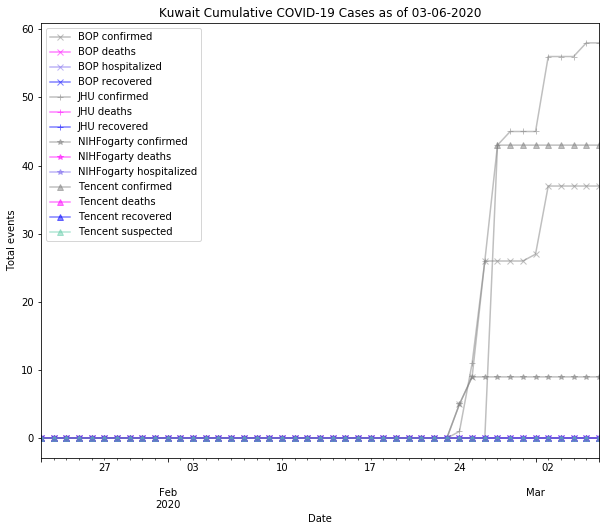 Kuwait Cumulative COVID-19 Cases as of 03-06-2020
60
50
40
30
20
10
0
Total events
BOP confirmed
BOP deaths
BOP hospitalized
BOP recovered
JHU confirmed
JHU deaths
JHU recovered
NIHFogarty confirmed
NIHFogarty deaths
NIHFogarty hospitalized
Tencent confirmed
Tencent deaths
Tencent recovered
Tencent suspected
27 03 10 17 24 02
Feb Mar
2020
Date